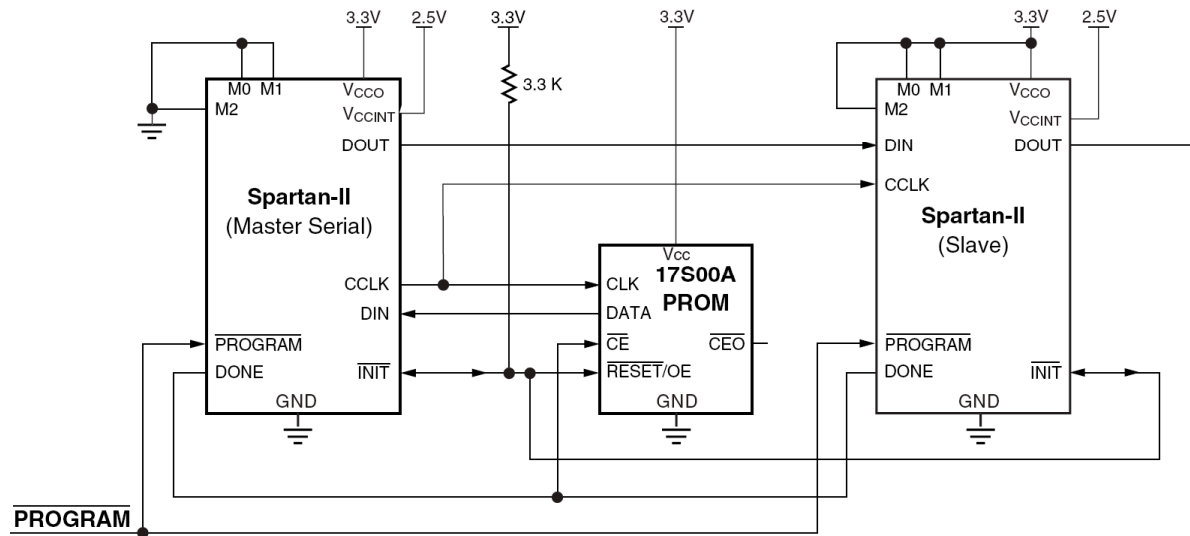 3.3V 2.5V 3.3V 3.3V 3.3V 2.5V
3.3 K
M0 M1
M2
VCCO
VCCINT
DOUT
Spartan-II
(Master Serial)
CCLK
DIN
PROGRAM
DONE
INIT
GND
Vcc
17S00A
PROM
CLK
DATA
CE
CEO
RESET/OE
GND
M0 M1
M2
VCCO
VCCINT
DIN
DOUT
CCLK
Spartan-II
(Slave)
PROGRAM
DONE
INIT
GND
PROGRAM